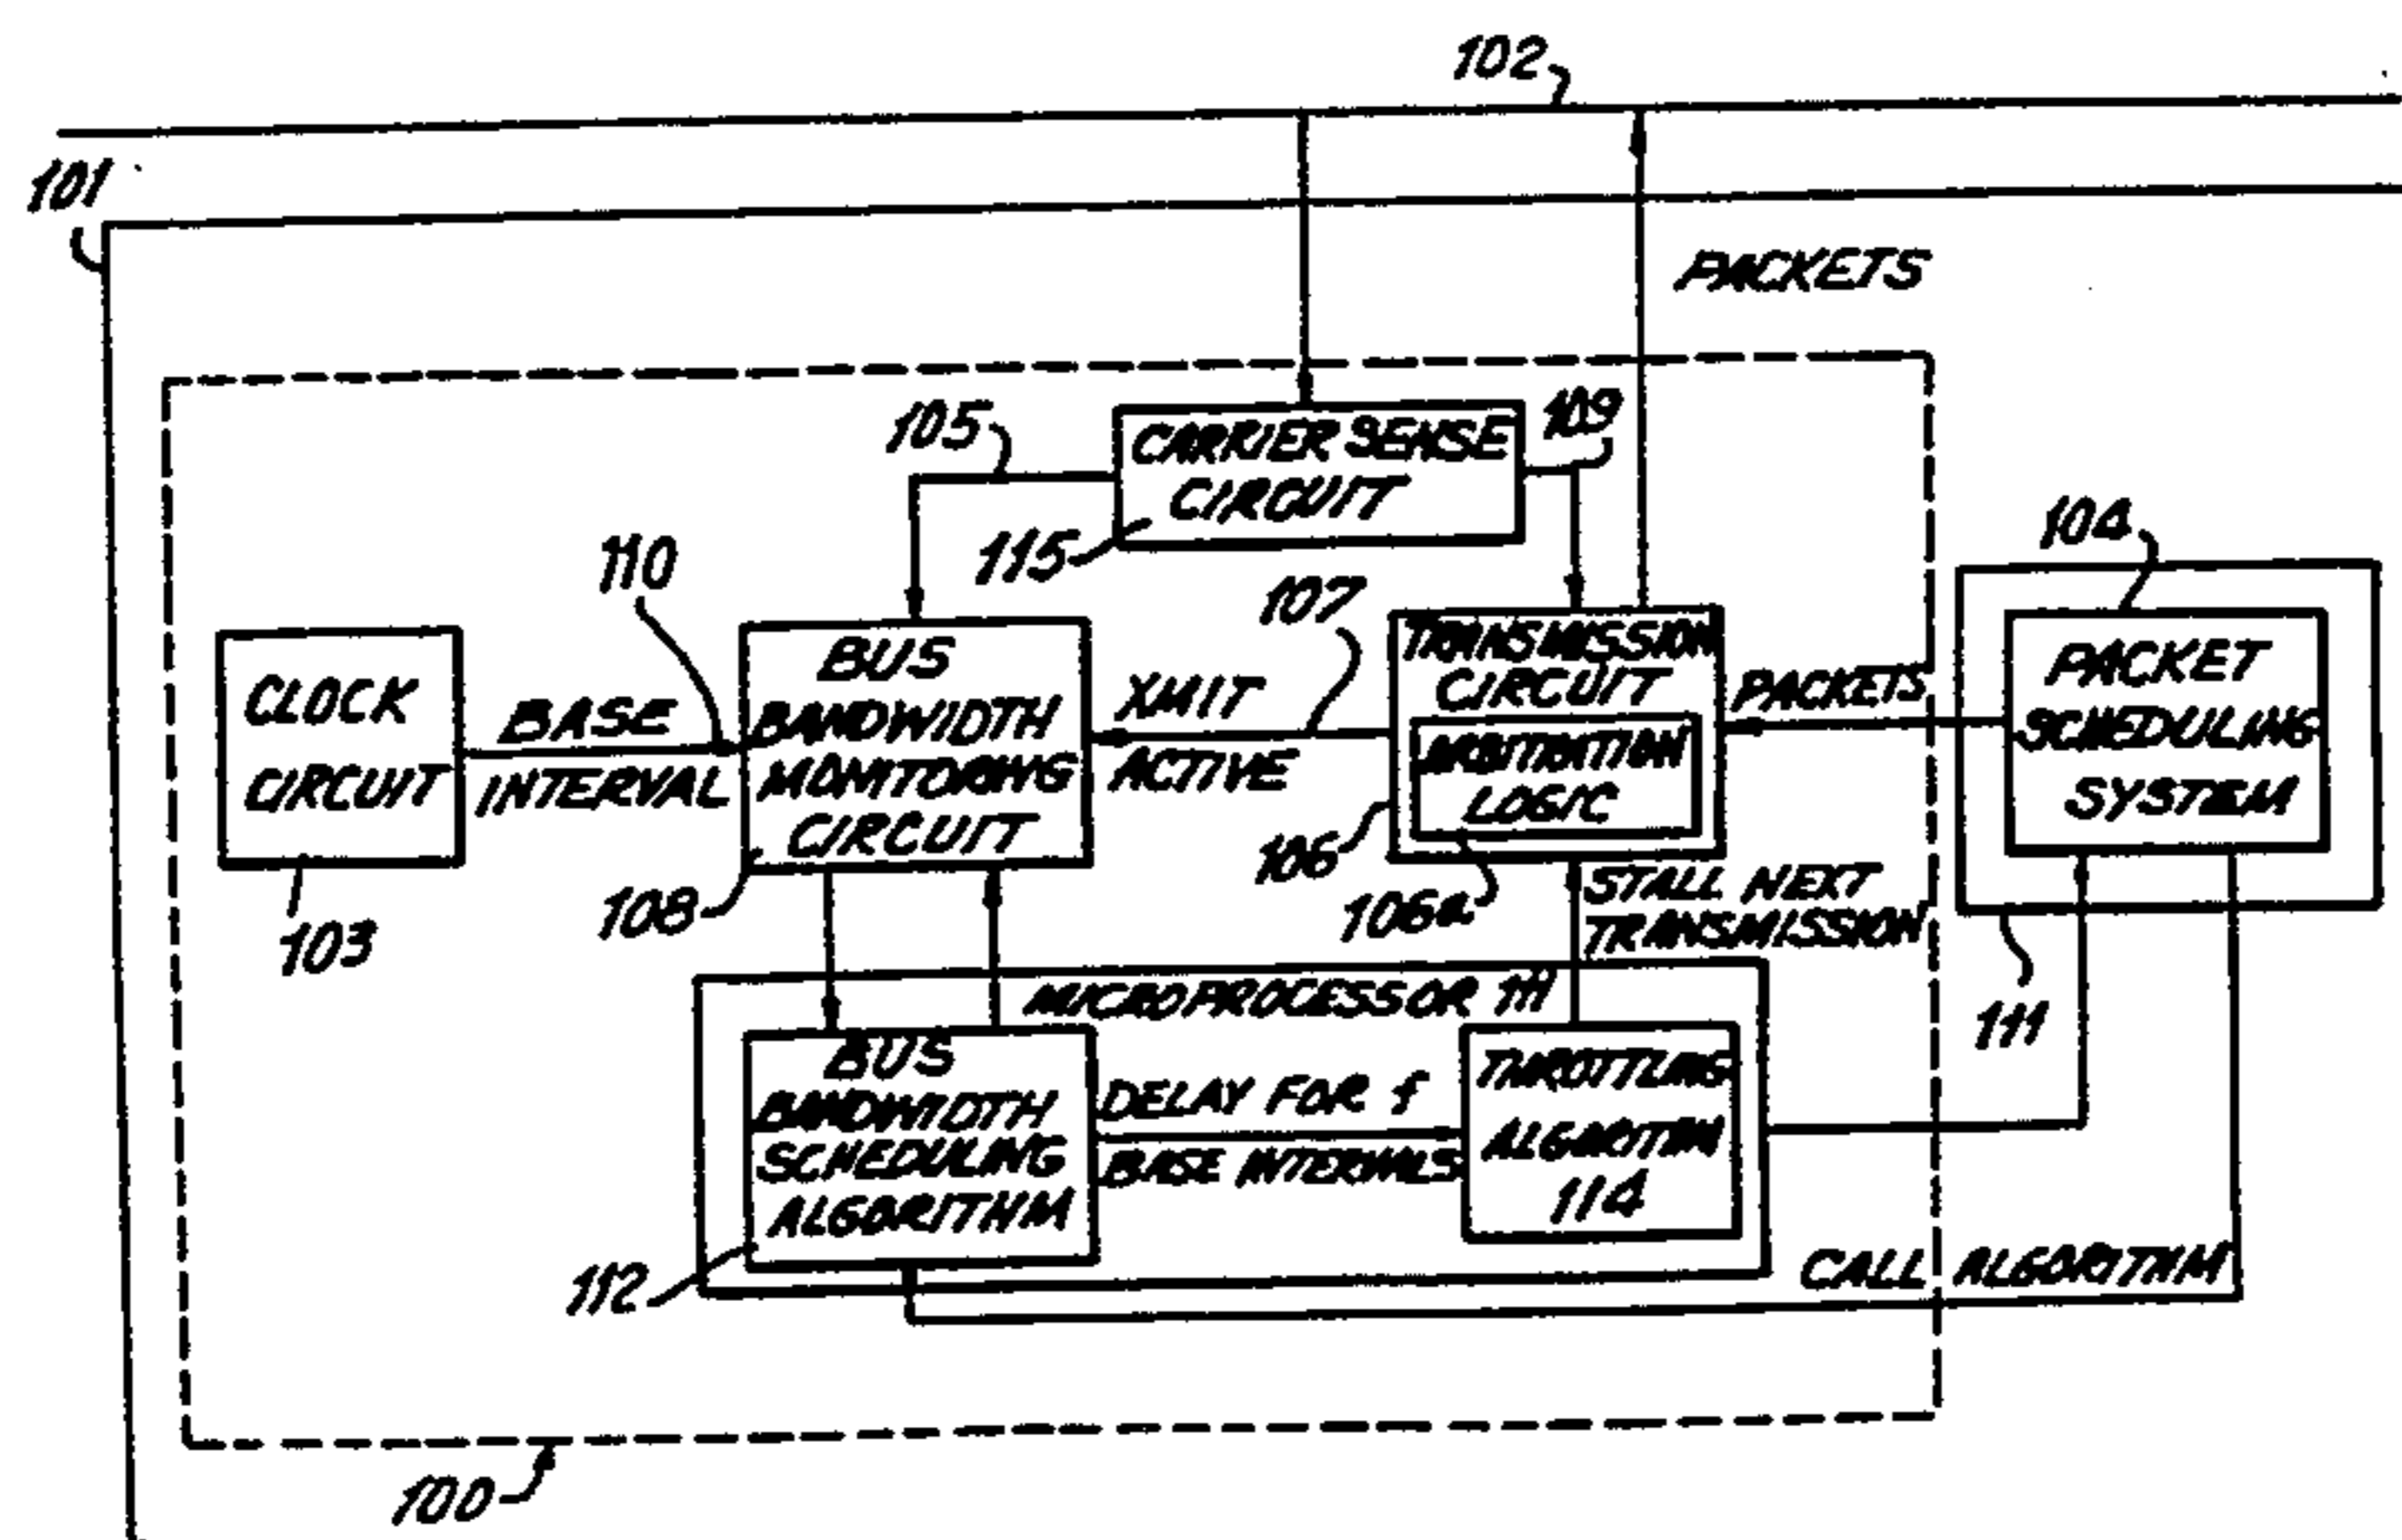 102
101
PACKETS
105
CARRIER SENSE
CIRCUIT
109
115
104
110
107
CLOCK
CIRCUIT
103
BASE
INTERVAL
BUS
BANDWIDTH
MONITORING
CIRCUIT
108
XMIT
ACTIVE
TRANSMISSION
CIRCUIT
ARBITRATION
LOGIC
106
106a
PACKETS
PACKET
SCHEDULING
SYSTEM
111
STALL NEXT
TRANSMISSION
MICROPROCESSOR
BUS
BANDWIDTH
SCHEDULING
ALGORITHM
112
DELAY FOR f
BASE INTERVALS
THROTTLING
ALGORITHM
114
CALL ALGORITHM
100